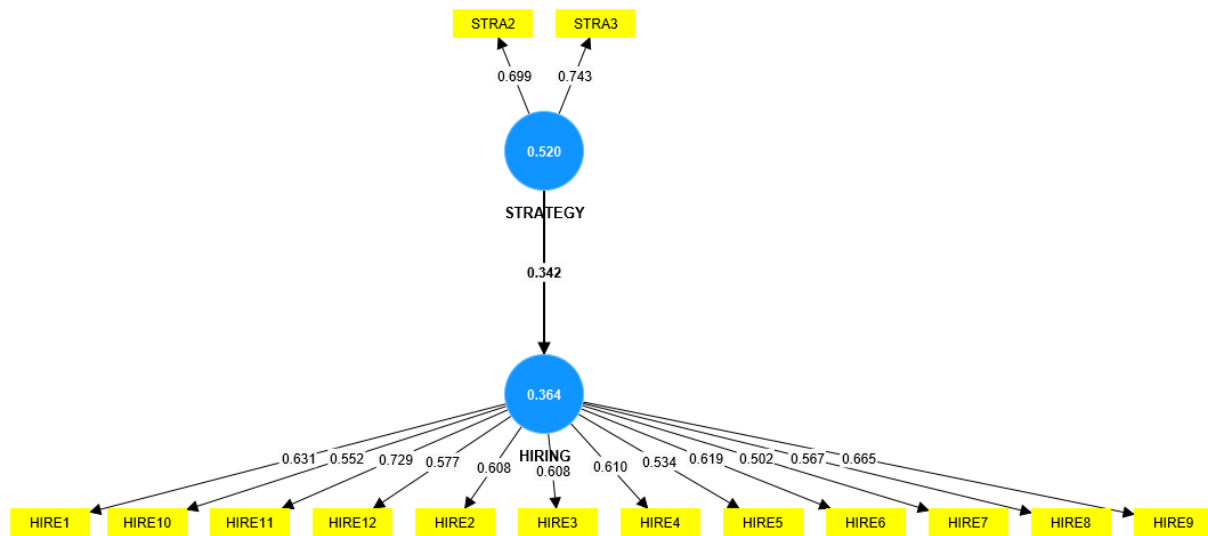 STRA2 STRA3
0.699 0.743
0.520
STRATEGY
0.342
0.364
HIRING
0.631 0.552 0.729 0.577 0.608 0.608 0.610 0.534 0.619 0.502 0.567 0.665
HIRE1 HIRE10 HIRE11 HIRE12 HIRE2 HIRE3 HIRE4 HIRE5 HIRE6 HIRE7 HIRE8 HIRE9